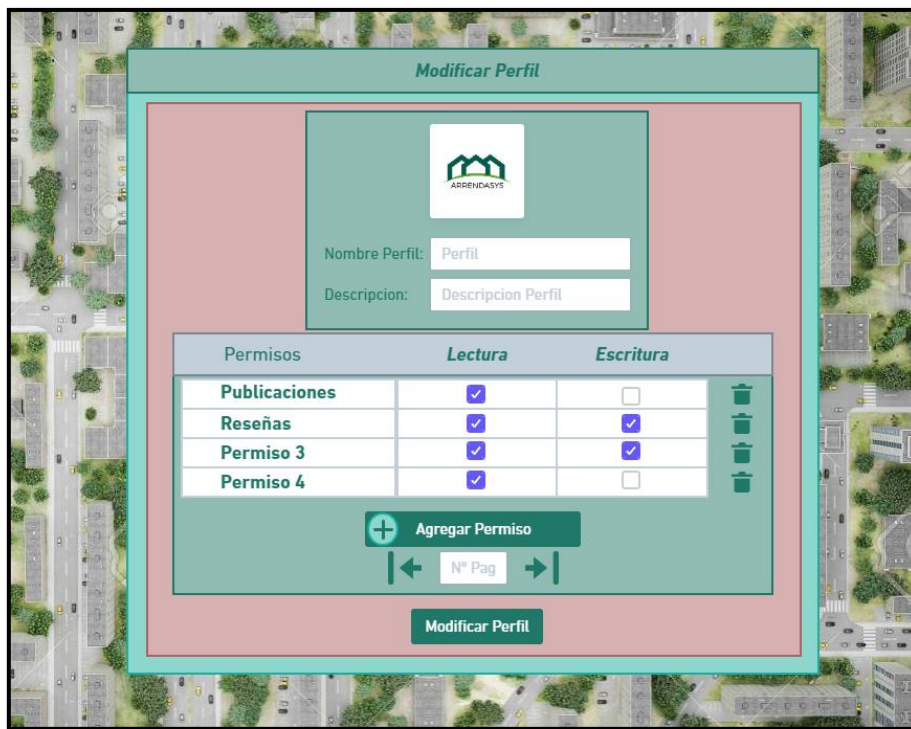 Modificar Perfil
ARRENDASYS
Nombre Perfil: Perfil
Descripcion: Descripcion Perfil
Permisos Lectura Escritura
Publicaciones
Reseñas
Permiso 3
Permiso 4
Agregar Permiso
Nº Pag
Modificar Perfil